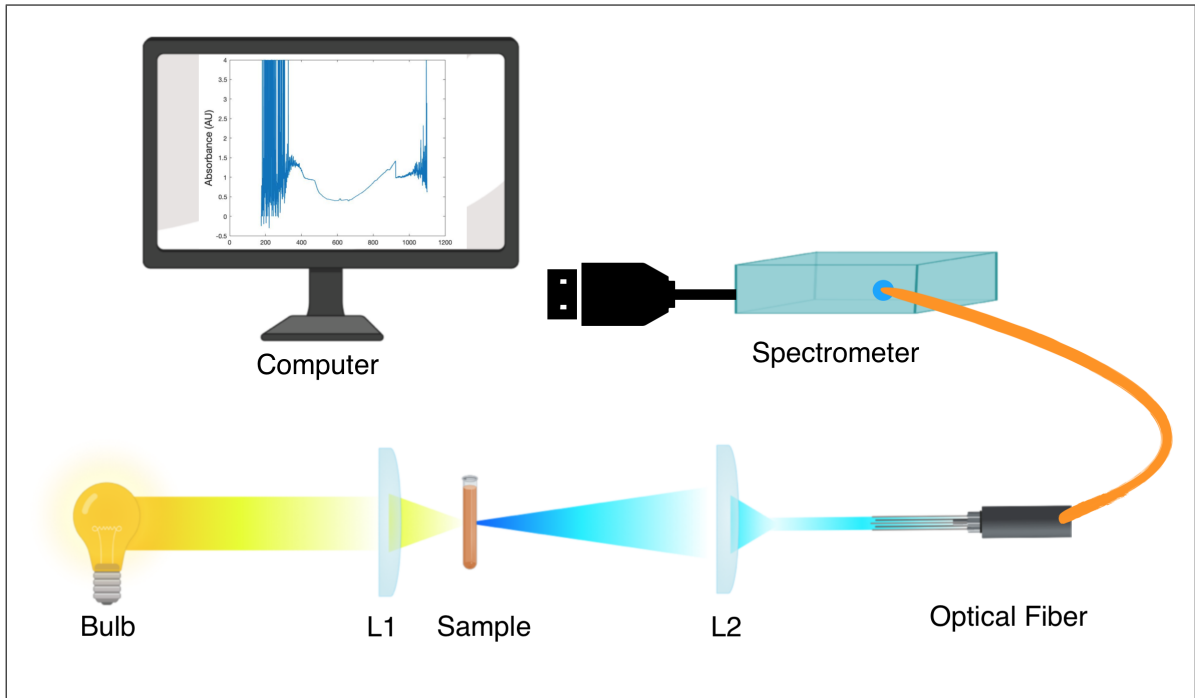 4
3.5
3
2.5
2
1.5
1
0.5
0
-0.5
Absorbance (AU)
0 200 400 600 800 1000 1200
Computer
Spectrometer
Bulb
L1
Sample
L2
Optical Fiber